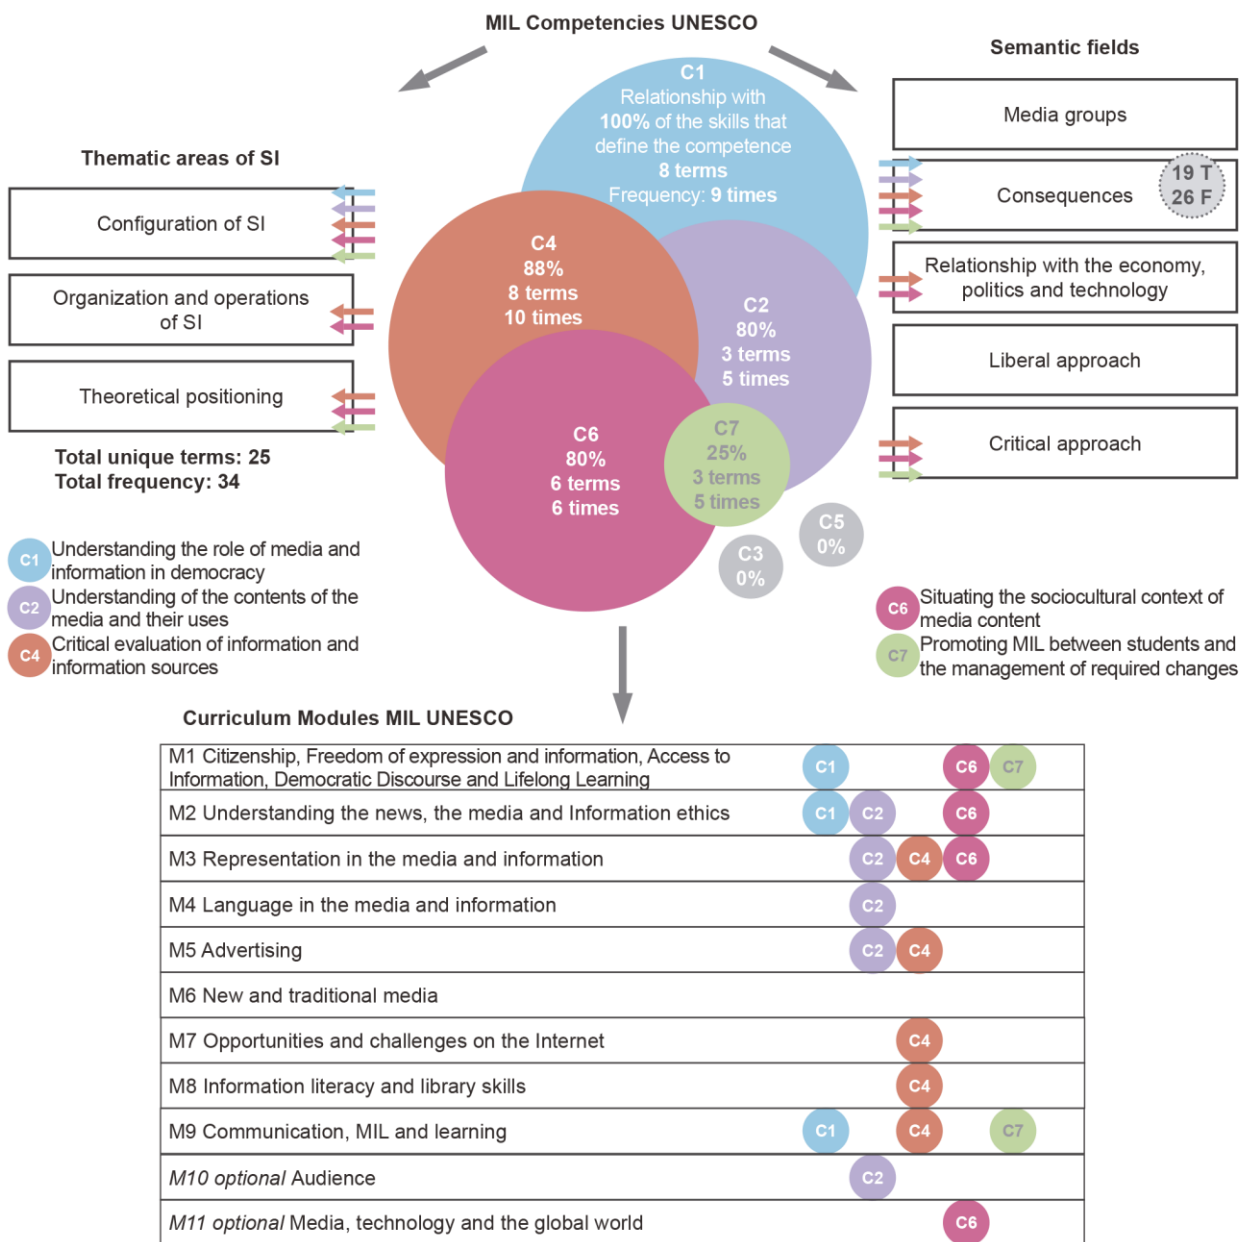 MIL Competencies UNESCO
Semantic fields
Thematic areas of SI
Configuration of SI
Organization and operations
of SI
Theoretical positioning
Total unique terms: 25
Total frequency: 34
C1
Relationship with
100% of the skills that
define the competence
8 terms
Frequency: 9 times
C4
88%
8 terms
10 times
C2
80%
3 terms
5 times
C6
80%
6 terms
6 times
C7
25%
3 terms
5 times
C5
0%
C3
0%
Media groups
Consequences
19 T
26 F
Relationship with the economy,
politics and technology
Liberal approach
Critical approach
C1 Understanding the role of media and
information in democracy
C2 Understanding of the contents of the
media and their uses
C4 Critical evaluation of information and
information sources
C6 Situating the sociocultural context of
media content
C7 Promoting MIL between students and
the management of required changes
Curriculum Modules MIL UNESCO
M1 Citizenship, Freedom of expression and information, Access to
Information, Democratic Discourse and Lifelong Learning C1 C6 C7
M2 Understanding the news, the media and Information ethics C1 C2 C6
M3 Representation in the media and information C2 C4 C6
M4 Language in the media and information C2
M5 Advertising C2 C4
M6 New and traditional media
M7 Opportunities and challenges on the Internet C4
M8 Information literacy and library skills C4
M9 Communication, MIL and learning C1 C4 C7
M10 optional Audience C2
M11 optional Media, technology and the global world C6